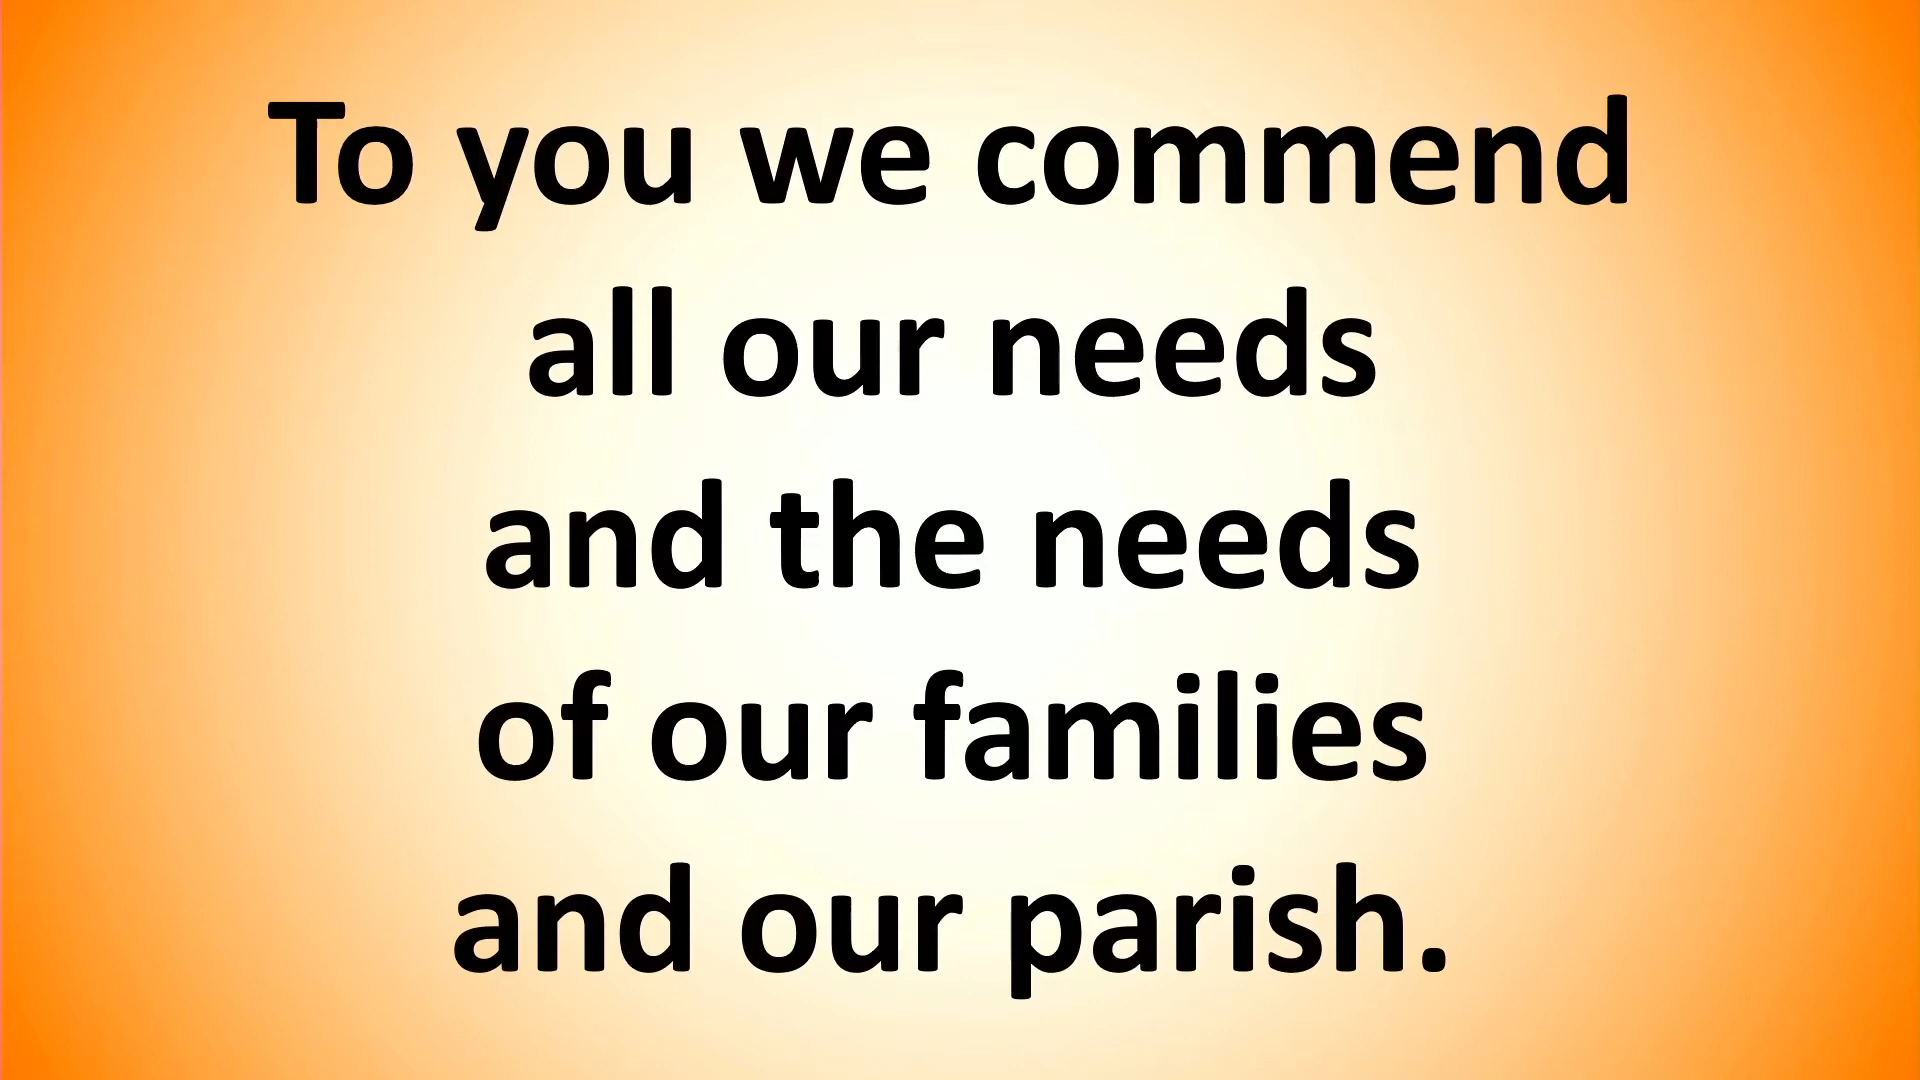 To you we commend
all our needs
and the needs
of our families
and our parish.